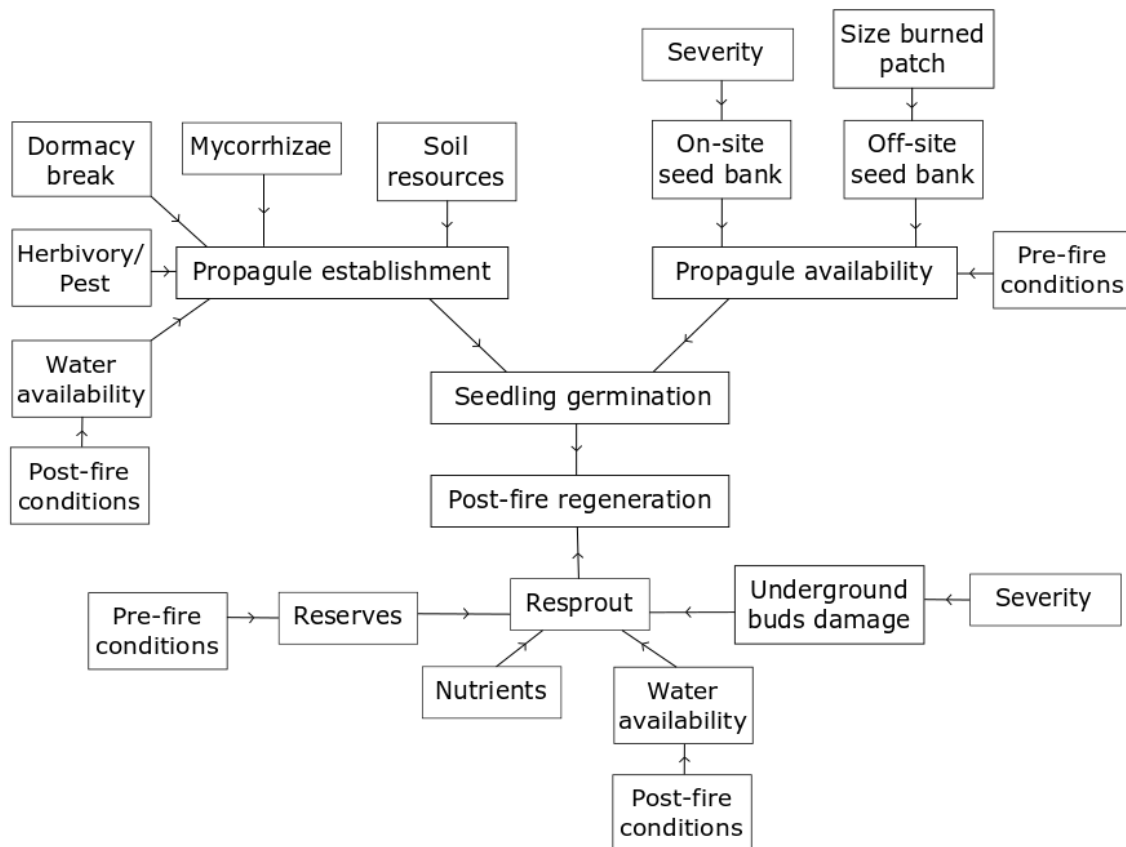 Severity
Size burned
patch
Dormacy
break
Mycorrhizae
Soil
resources
On-site
seed bank
Off-site
seed bank
Herbivory/
Pest
Propagule establishment
Propagule availability
Pre-fire
conditions
Water
availability
Seedling germination
Post-fire
conditions
Post-fire regeneration
Pre-fire
conditions
Reserves
Resprout
Underground
buds damage
Severity
Nutrients
Water
availability
Post-fire
conditions